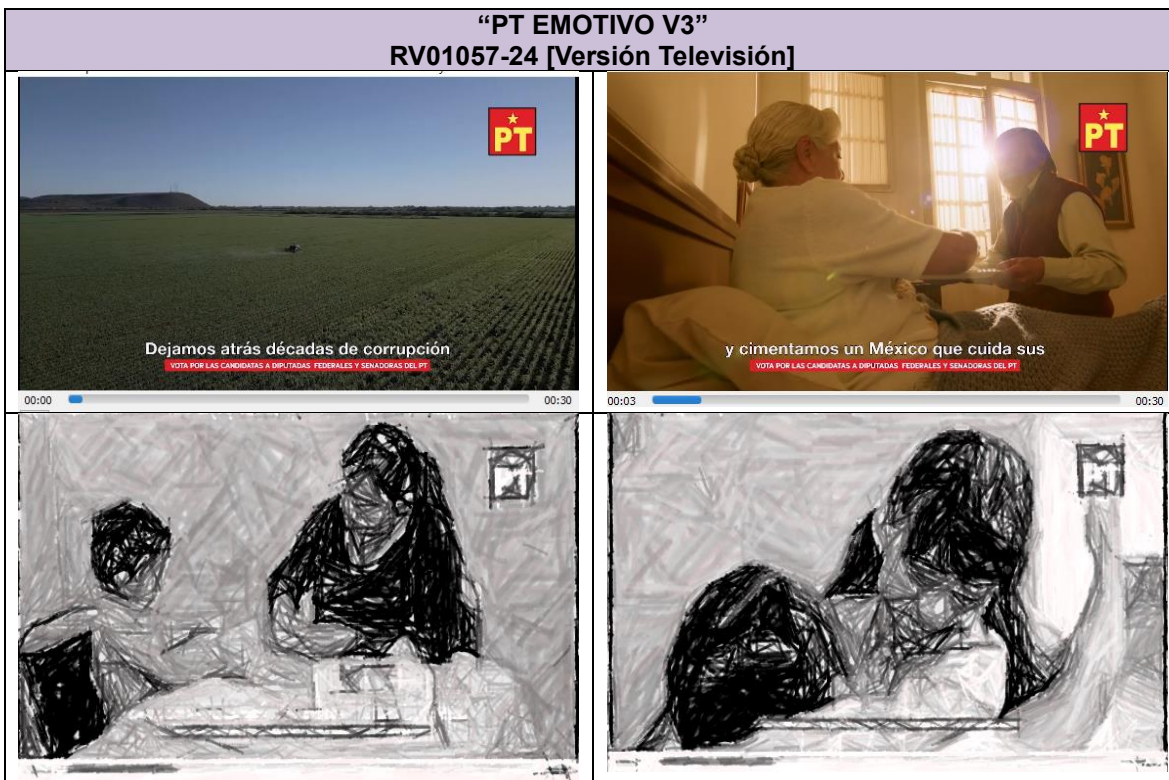 “PT EMOTIVO V3”
RV01057-24 [Versión Televisión]
PT
Dejamos atrás décadas de corrupción
VOTA POR LAS CANDIDATAS A DIPUTADAS FEDERALES Y SENADORAS DEL PT
00:00
00:30
PT
y cimentamos un México que cuida sus
VOTA POR LAS CANDIDATAS A DIPUTADAS FEDERALES Y SENADORAS DEL PT
00:03
00:30